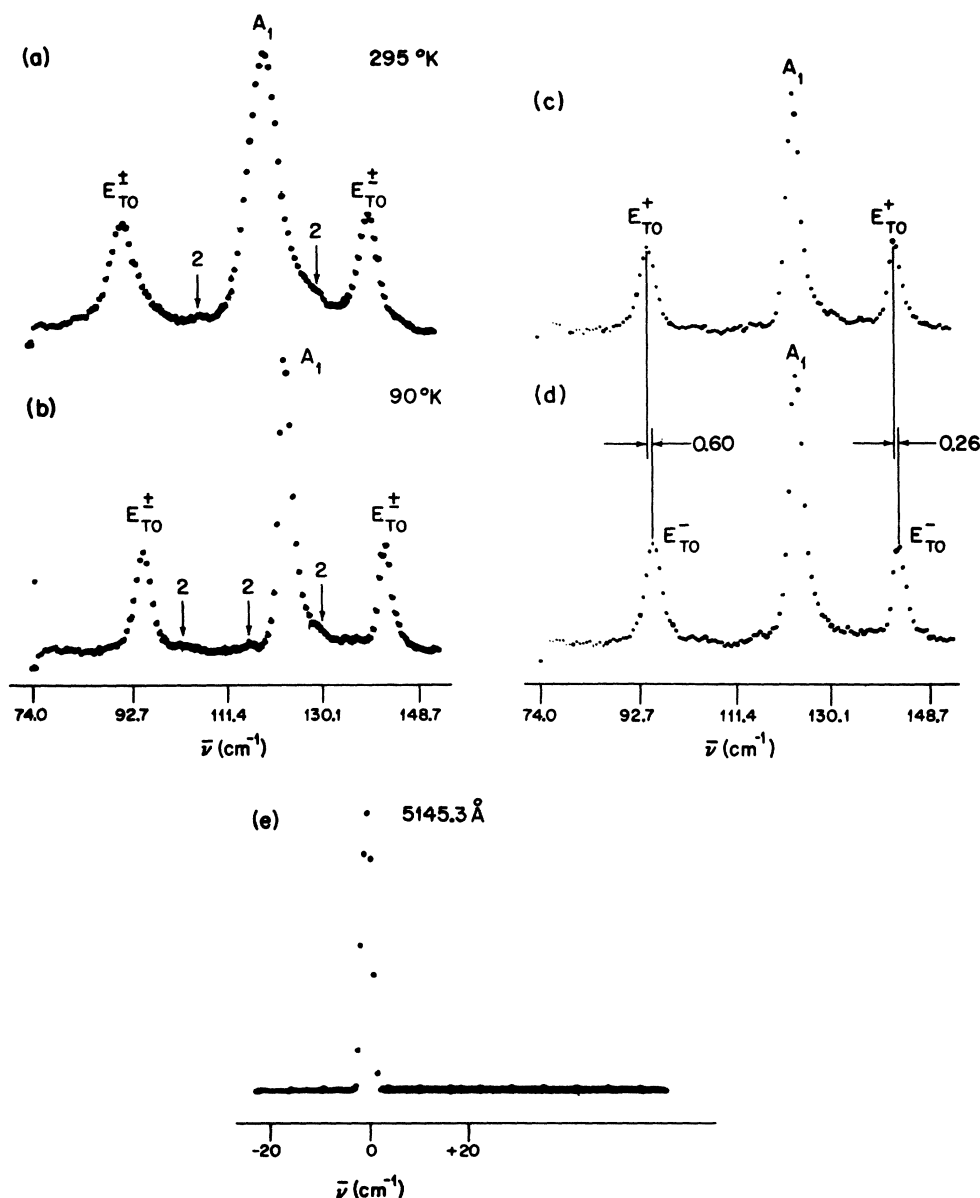 (a)
A₁
295 °K
E±TO
2
2
E±TO
(b)
A₁
90 °K
E±TO
2
2
2
E±TO
74.0 92.7 111.4 130.1 148.7
ν̄ (cm⁻¹)
(c)
A₁
E+TO
E+TO
(d)
A₁
0.60
0.26
E−TO
E−TO
74.0 92.7 111.4 130.1 148.7
ν̄ (cm⁻¹)
(e)
5145.3 Å
-20 0 +20
ν̄ (cm⁻¹)